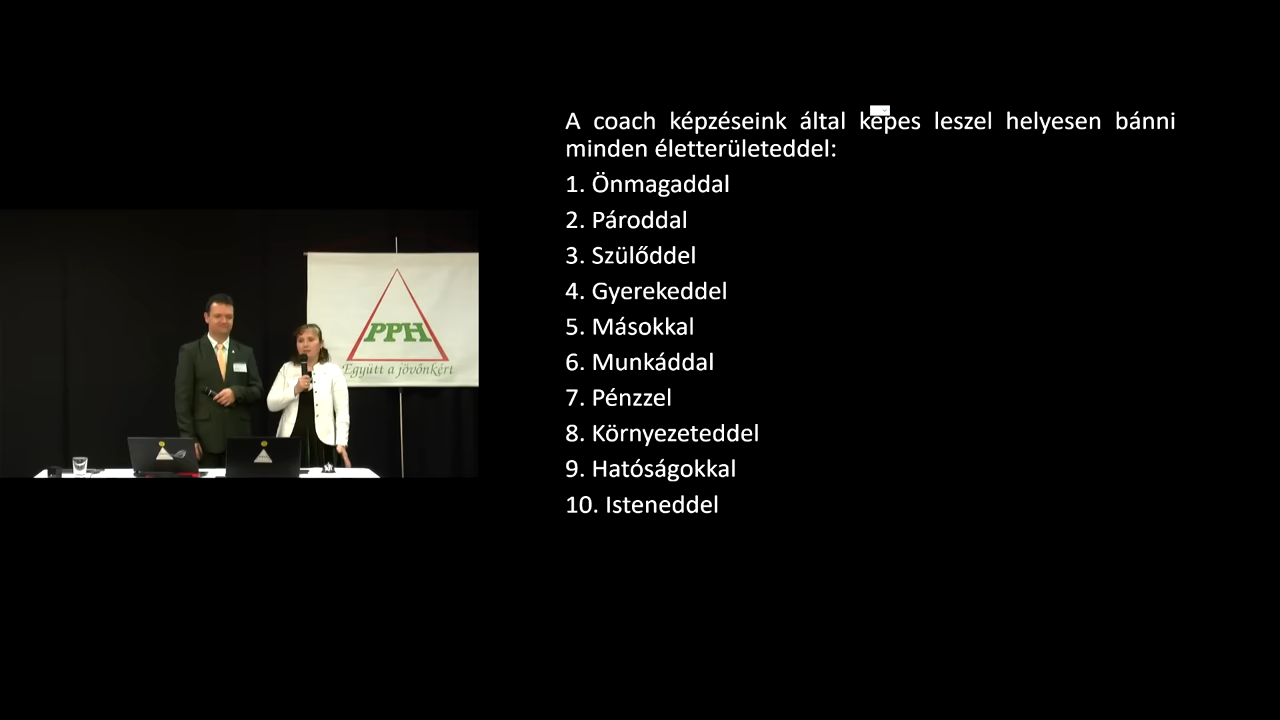 A coach képzéseink által képes leszel helyesen bánni
minden életterületeddel:
1. Önmagaddal
2. Pároddal
3. Szülőddel
4. Gyerekeddel
5. Másokkal
6. Munkáddal
7. Pénzzel
8. Környezeteddel
9. Hatóságokkal
10. Isteneddel
PPH
Együtt a jövőnkért